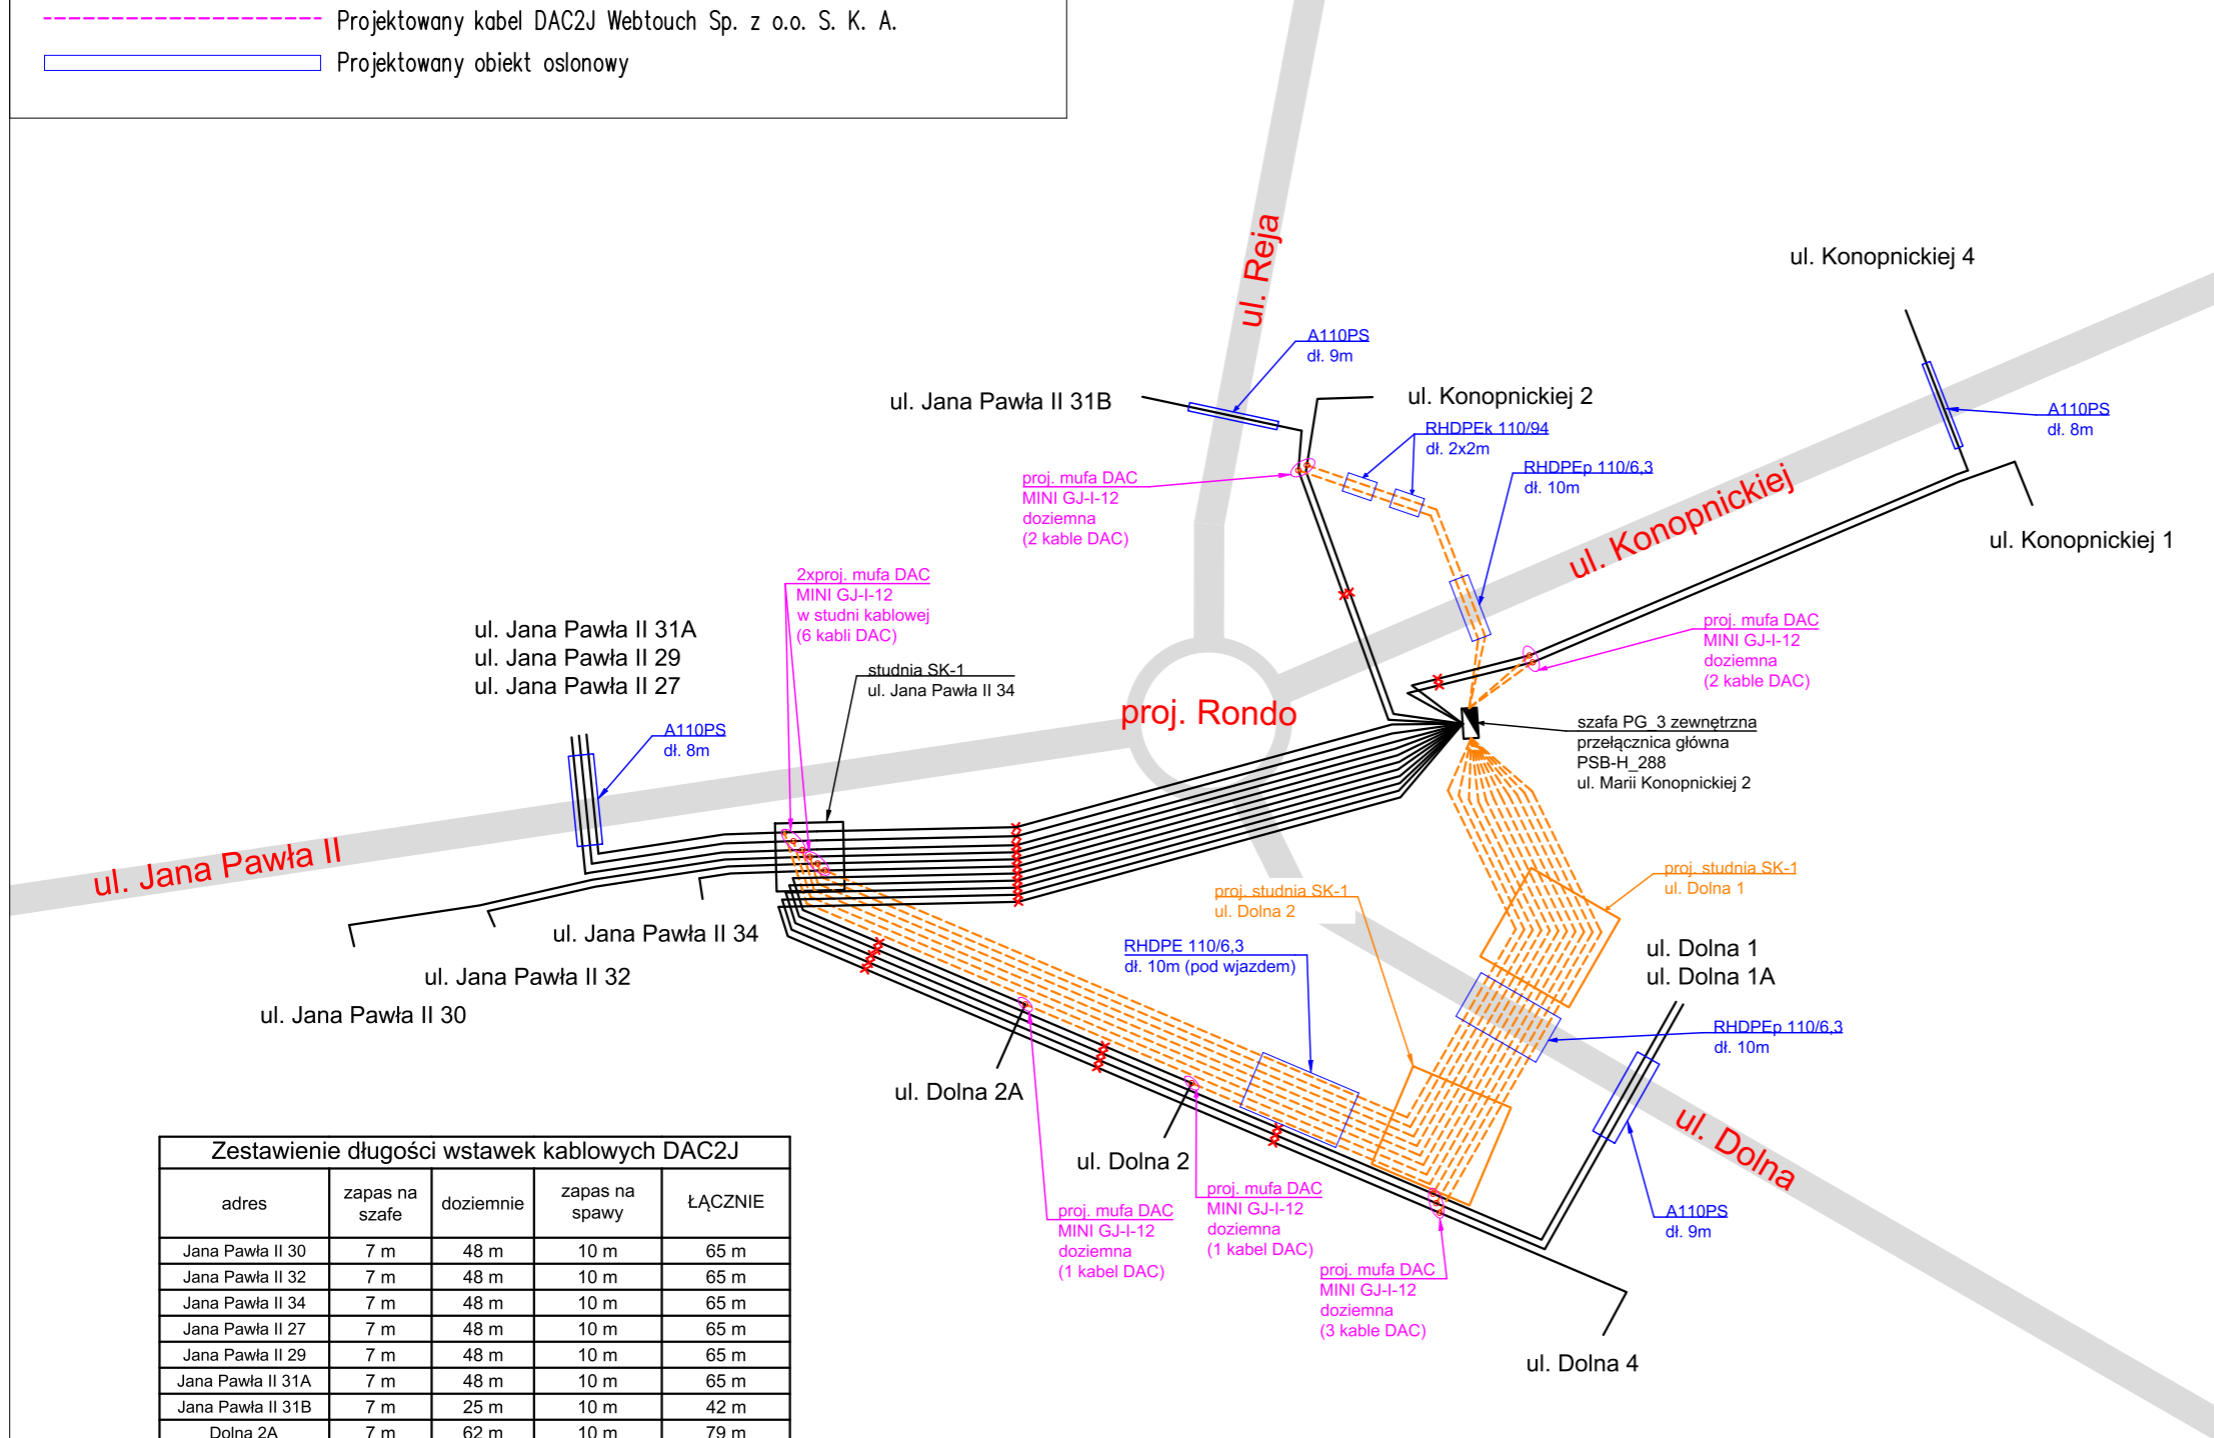 Projektowany kabel DAC2J Webtouch Sp. z o.o. S. K. A.
Projektowany obiekt oslonowy
ul. Reja
ul. Konopnickiej 4
A110PS
dł. 9m
ul. Jana Pawła II 31B
ul. Konopnickiej 2
A110PS
dł. 8m
RHDPEk 110/94
dł. 2x2m
RHDPEp 110/6,3
dł. 10m
proj. mufa DAC
MINI GJ-I-12
doziemna
(2 kable DAC)
ul. Konopnickiej
ul. Konopnickiej 1
2xproj. mufa DAC
MINI GJ-I-12
w studni kablowej
(6 kabli DAC)
ul. Jana Pawła II 31A
ul. Jana Pawła II 29
ul. Jana Pawła II 27
proj. mufa DAC
MINI GJ-I-12
doziemna
(2 kable DAC)
studnia SK-1
ul. Jana Pawła II 34
proj. Rondo
A110PS
dł. 8m
szafa PG_3 zewnętrzna
przełącznica główna
PSB-H_288
ul. Marii Konopnickiej 2
ul. Jana Pawła II
proj. studnia SK-1
ul. Dolna 1
proj. studnia SK-1
ul. Dolna 2
ul. Jana Pawła II 34
RHDPE 110/6,3
dł. 10m (pod wjazdem)
ul. Dolna 1
ul. Dolna 1A
ul. Jana Pawła II 32
ul. Jana Pawła II 30
RHDPEp 110/6,3
dł. 10m
ul. Dolna 2A
ul. Dolna
ul. Dolna 2
proj. mufa DAC
MINI GJ-I-12
doziemna
(1 kabel DAC)
proj. mufa DAC
MINI GJ-I-12
doziemna
(1 kabel DAC)
A110PS
dł. 9m
proj. mufa DAC
MINI GJ-I-12
doziemna
(3 kable DAC)
ul. Dolna 4
Zestawienie długości wstawek kablowych DAC2J
adres zapas na szafe doziemnie zapas na spawy ŁĄCZNIE
Jana Pawła II 30 7 m 48 m 10 m 65 m
Jana Pawła II 32 7 m 48 m 10 m 65 m
Jana Pawła II 34 7 m 48 m 10 m 65 m
Jana Pawła II 27 7 m 48 m 10 m 65 m
Jana Pawła II 29 7 m 48 m 10 m 65 m
Jana Pawła II 31A 7 m 48 m 10 m 65 m
Jana Pawła II 31B 7 m 25 m 10 m 42 m
Dolna 2A 7 m 62 m 10 m 79 m